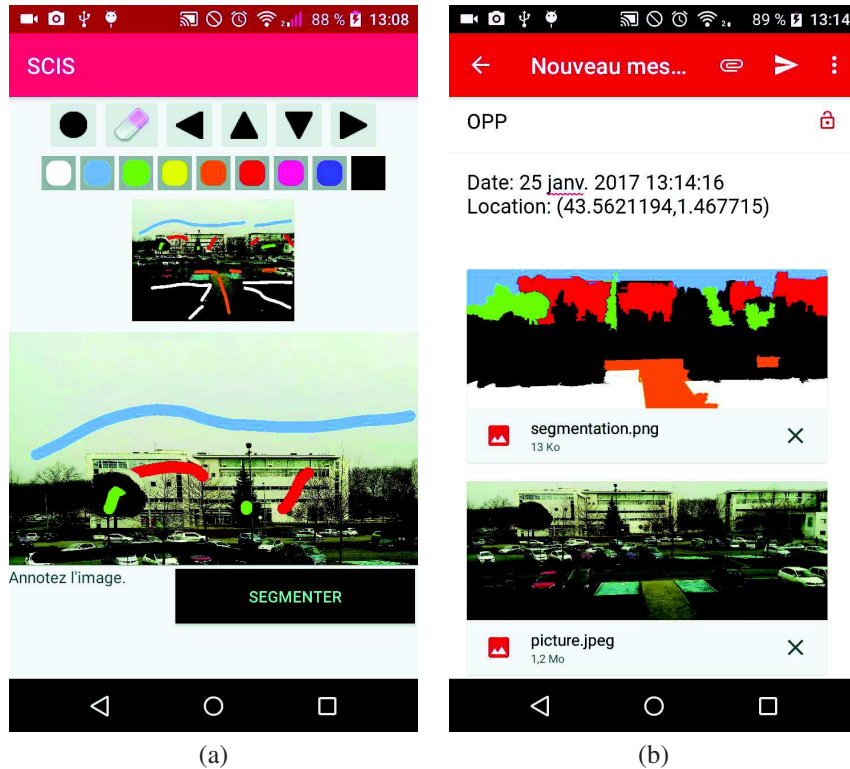 88 % 13:08
SCIS
Annotez l'image.
SEGMENTER
(a)
89 % 13:14
Nouveau mes...
OPP
Date: 25 janv. 2017 13:14:16
Location: (43.5621194,1.467715)
segmentation.png
13 Ko
picture.jpeg
1,2 Mo
(b)